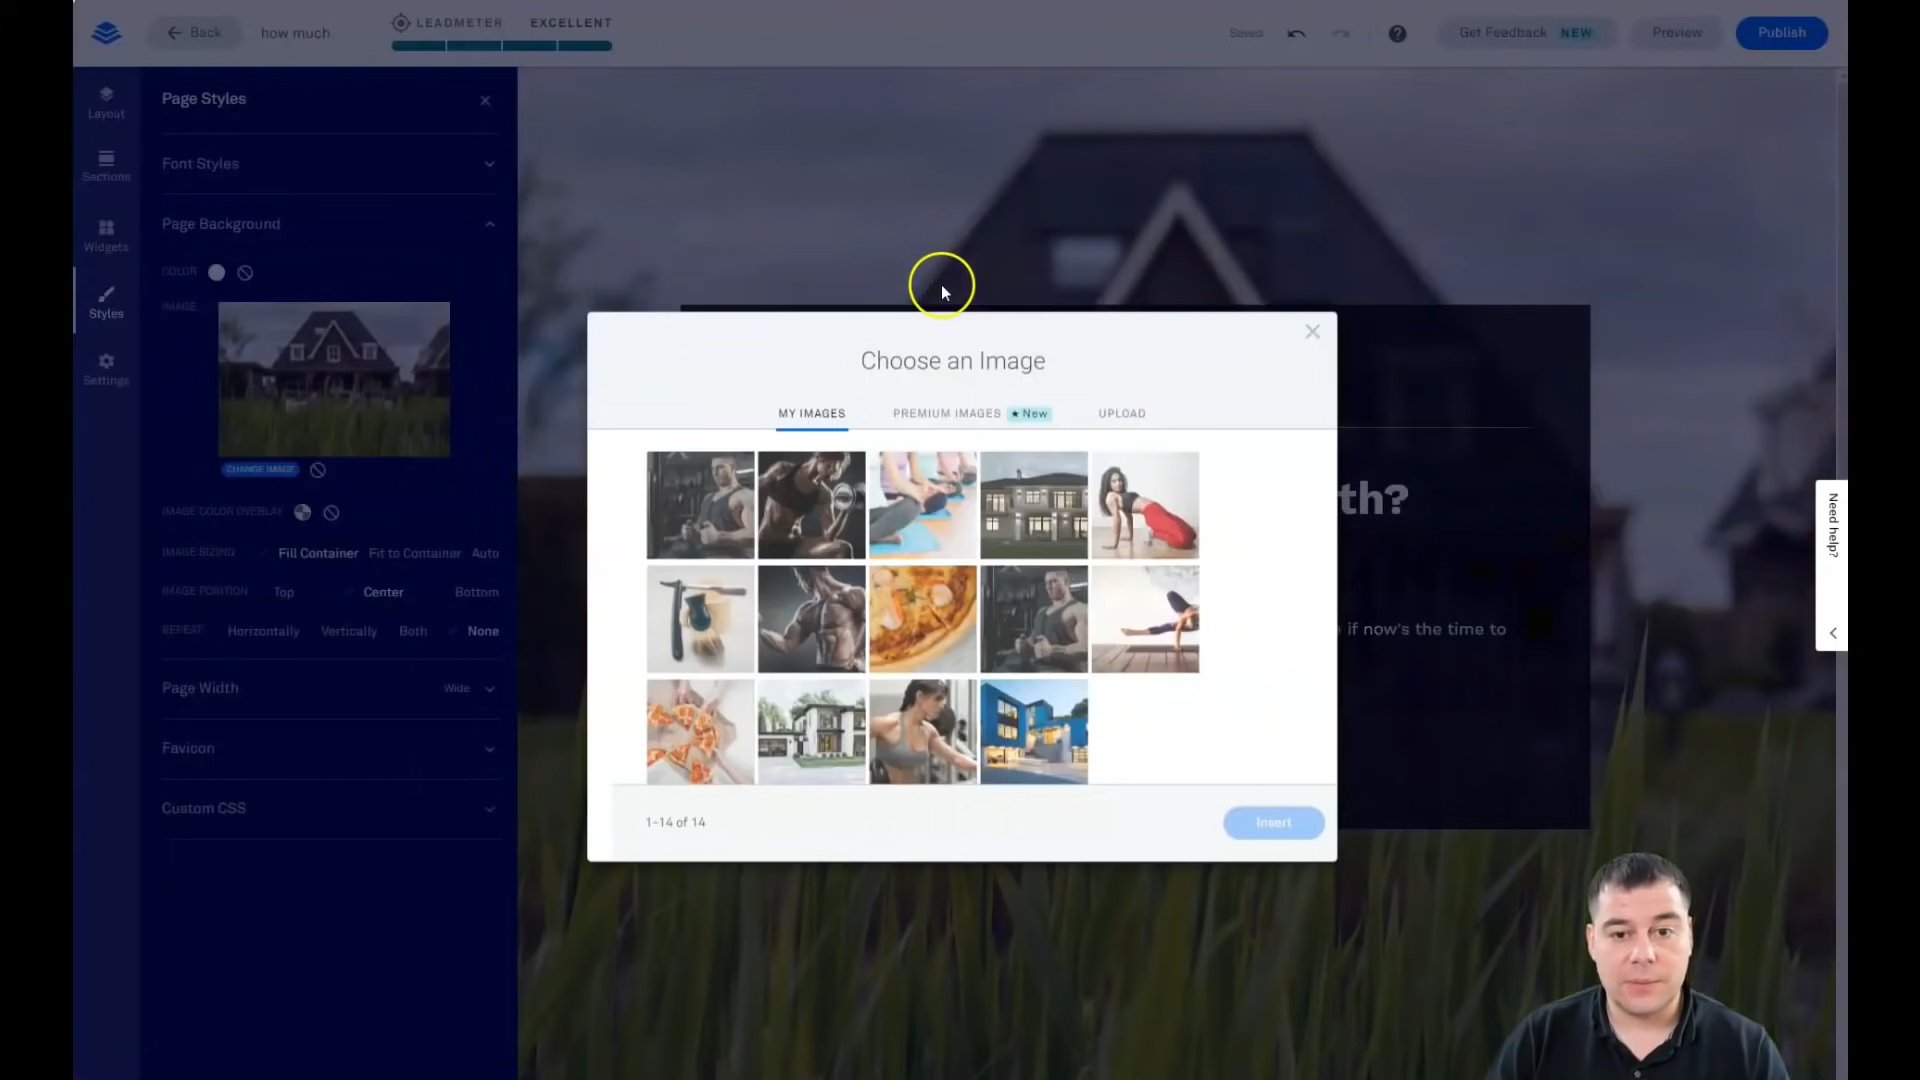 Back
how much
LEADMETER EXCELLENT
Saved
?
Get Feedback NEW
Preview
Publish
Layout
Sections
Widgets
Styles
Settings
Page Styles
Font Styles
Page Background
COLOR
IMAGE
CHANGE IMAGE
IMAGE COLOR OVERLAY
IMAGE SIZING Fill Container Fit to Container Auto
IMAGE POSITION Top Center Bottom
REPEAT Horizontally Vertically Both None
Page Width Wide
Favicon
Custom CSS
Choose an Image
MY IMAGES PREMIUM IMAGES ★ New UPLOAD
1-14 of 14
Insert
th?
if now's the time to
Need help?